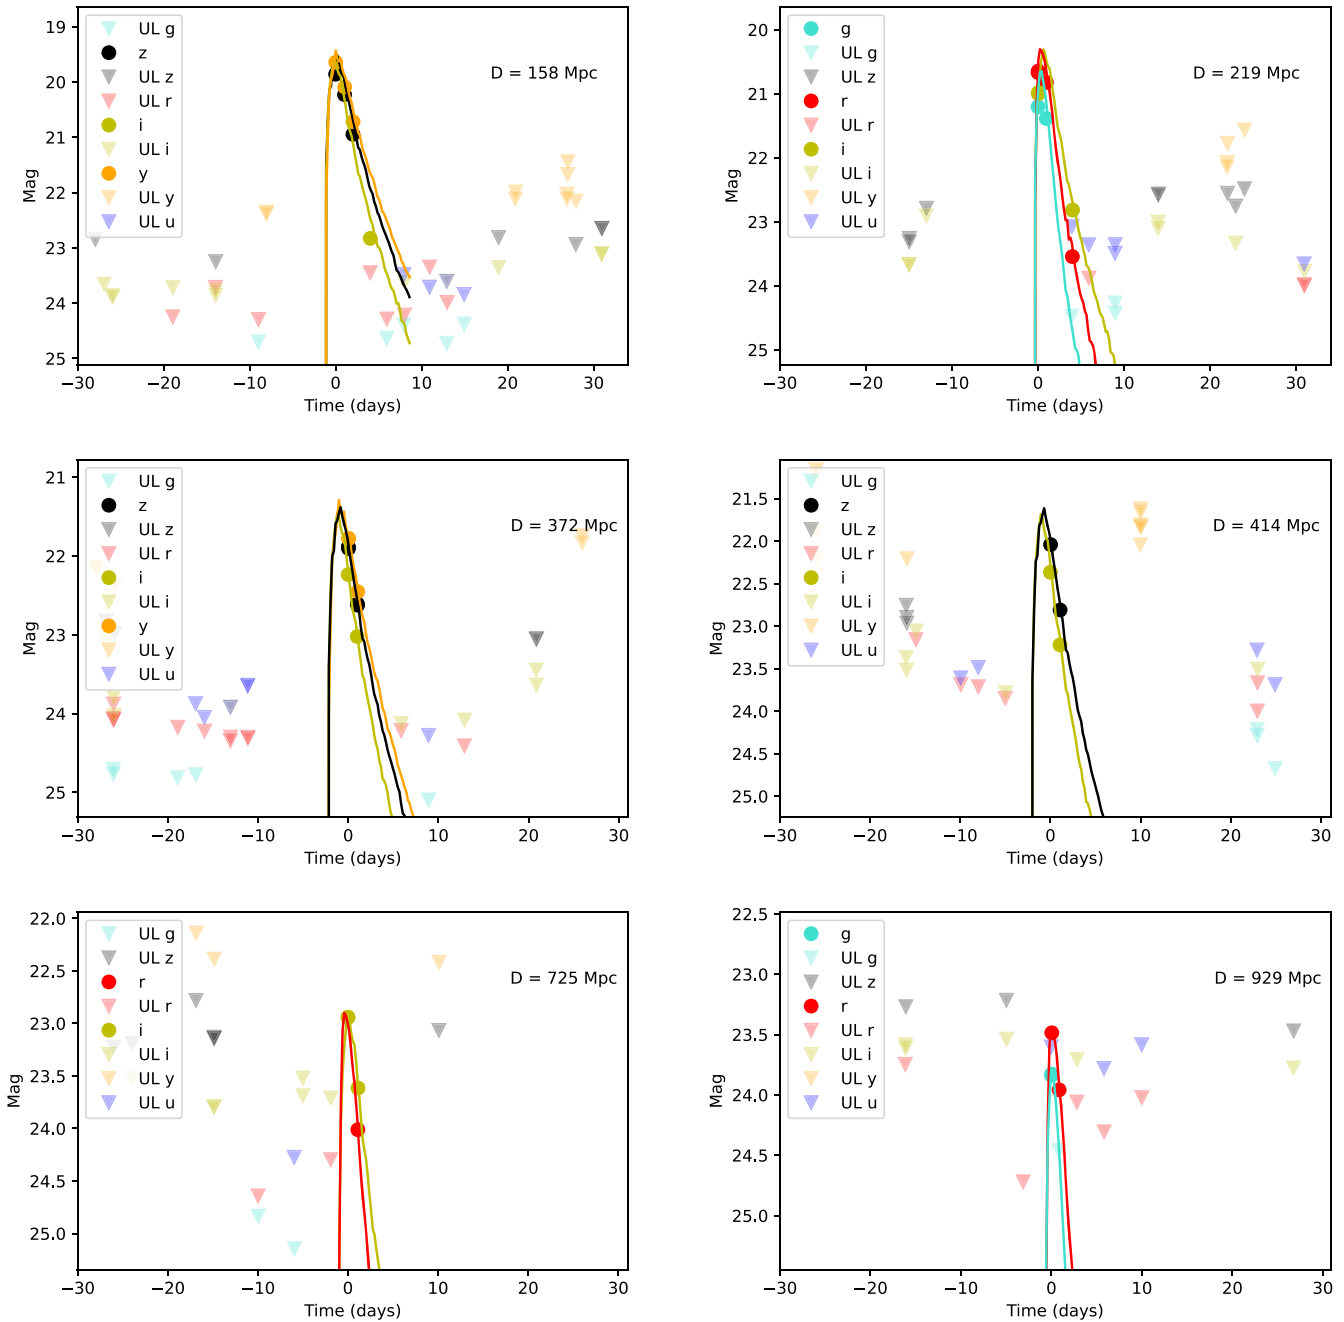 19
20
21
22
23
24
25
Mag
UL g
z
UL z
UL r
i
UL i
y
UL y
UL u
D = 158 Mpc
−30 −20 −10 0 10 20 30
Time (days)
20
21
22
23
24
25
Mag
g
UL g
UL z
r
UL r
i
UL i
UL y
UL u
D = 219 Mpc
−30 −20 −10 0 10 20 30
Time (days)
21
22
23
24
25
Mag
UL g
z
UL z
UL r
i
UL i
y
UL y
UL u
D = 372 Mpc
−30 −20 −10 0 10 20 30
Time (days)
21.5
22.0
22.5
23.0
23.5
24.0
24.5
25.0
Mag
UL g
z
UL z
UL r
i
UL i
UL y
UL u
D = 414 Mpc
−30 −20 −10 0 10 20 30
Time (days)
22.0
22.5
23.0
23.5
24.0
24.5
25.0
Mag
UL g
UL z
r
UL r
i
UL i
UL y
UL u
D = 725 Mpc
−30 −20 −10 0 10 20 30
Time (days)
22.5
23.0
23.5
24.0
24.5
25.0
Mag
g
UL g
UL z
r
UL r
UL i
UL y
UL u
D = 929 Mpc
−30 −20 −10 0 10 20 30
Time (days)